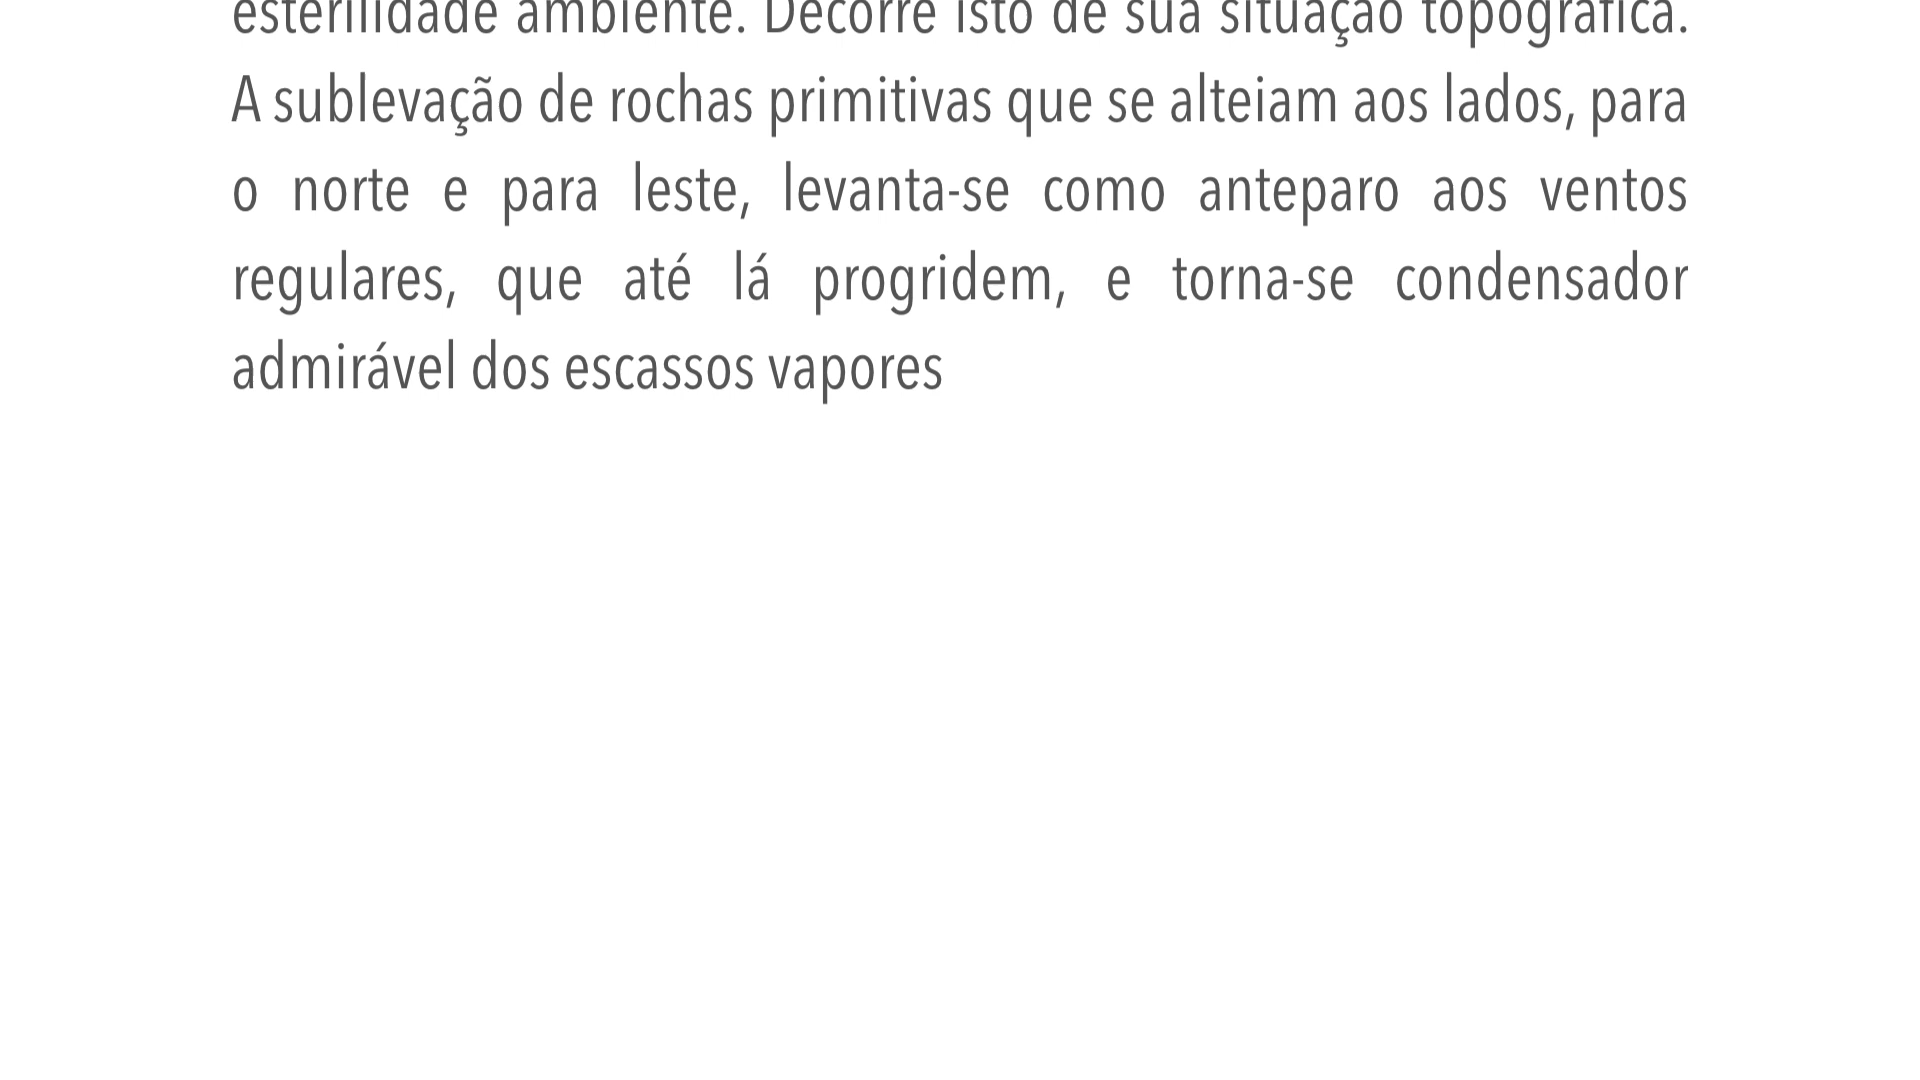 esterilidade ambiente. Decorre isto de sua situação topográfica.
A sublevação de rochas primitivas que se alteiam aos lados, para
o norte e para leste, levanta-se como anteparo aos ventos
regulares, que até lá progridem, e torna-se condensador
admirável dos escassos vapores